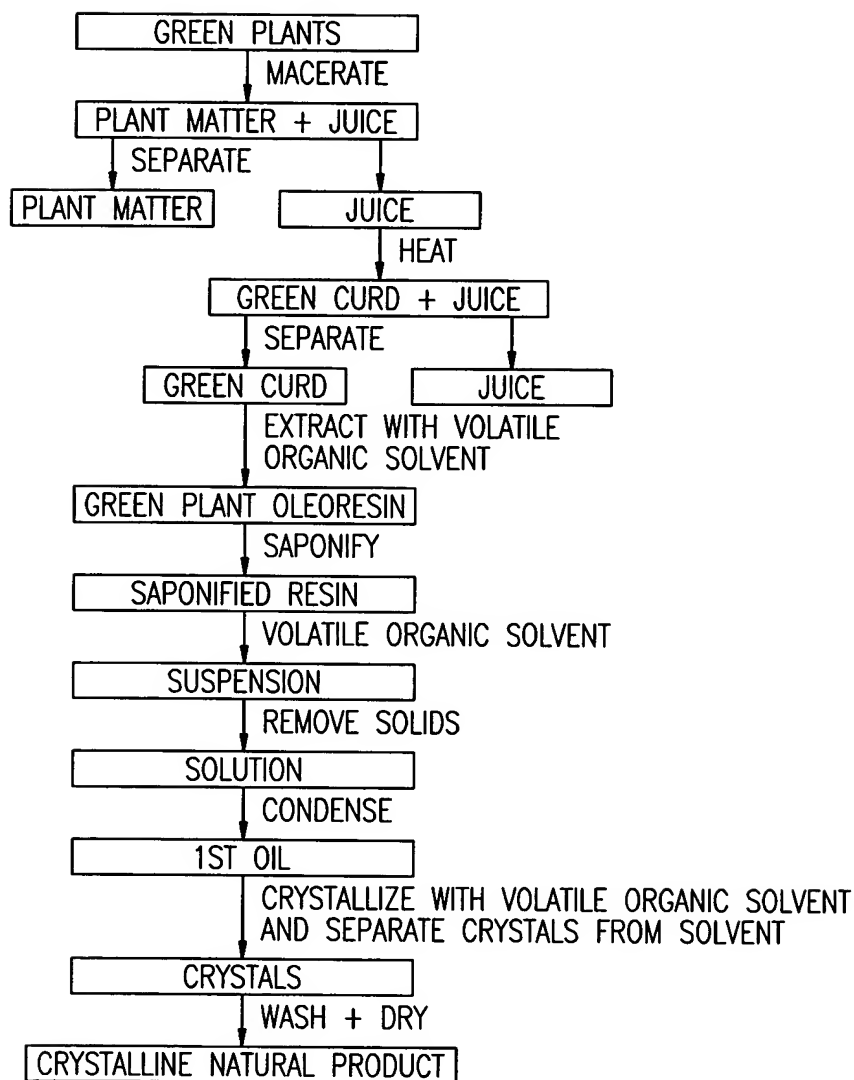 GREEN PLANTS
MACERATE
PLANT MATTER + JUICE
SEPARATE
PLANT MATTER
JUICE
HEAT
GREEN CURD + JUICE
SEPARATE
GREEN CURD
JUICE
EXTRACT WITH VOLATILE
ORGANIC SOLVENT
GREEN PLANT OLEORESIN
SAPONIFY
SAPONIFIED RESIN
VOLATILE ORGANIC SOLVENT
SUSPENSION
REMOVE SOLIDS
SOLUTION
CONDENSE
1ST OIL
CRYSTALLIZE WITH VOLATILE ORGANIC SOLVENT
AND SEPARATE CRYSTALS FROM SOLVENT
CRYSTALS
WASH + DRY
CRYSTALLINE NATURAL PRODUCT